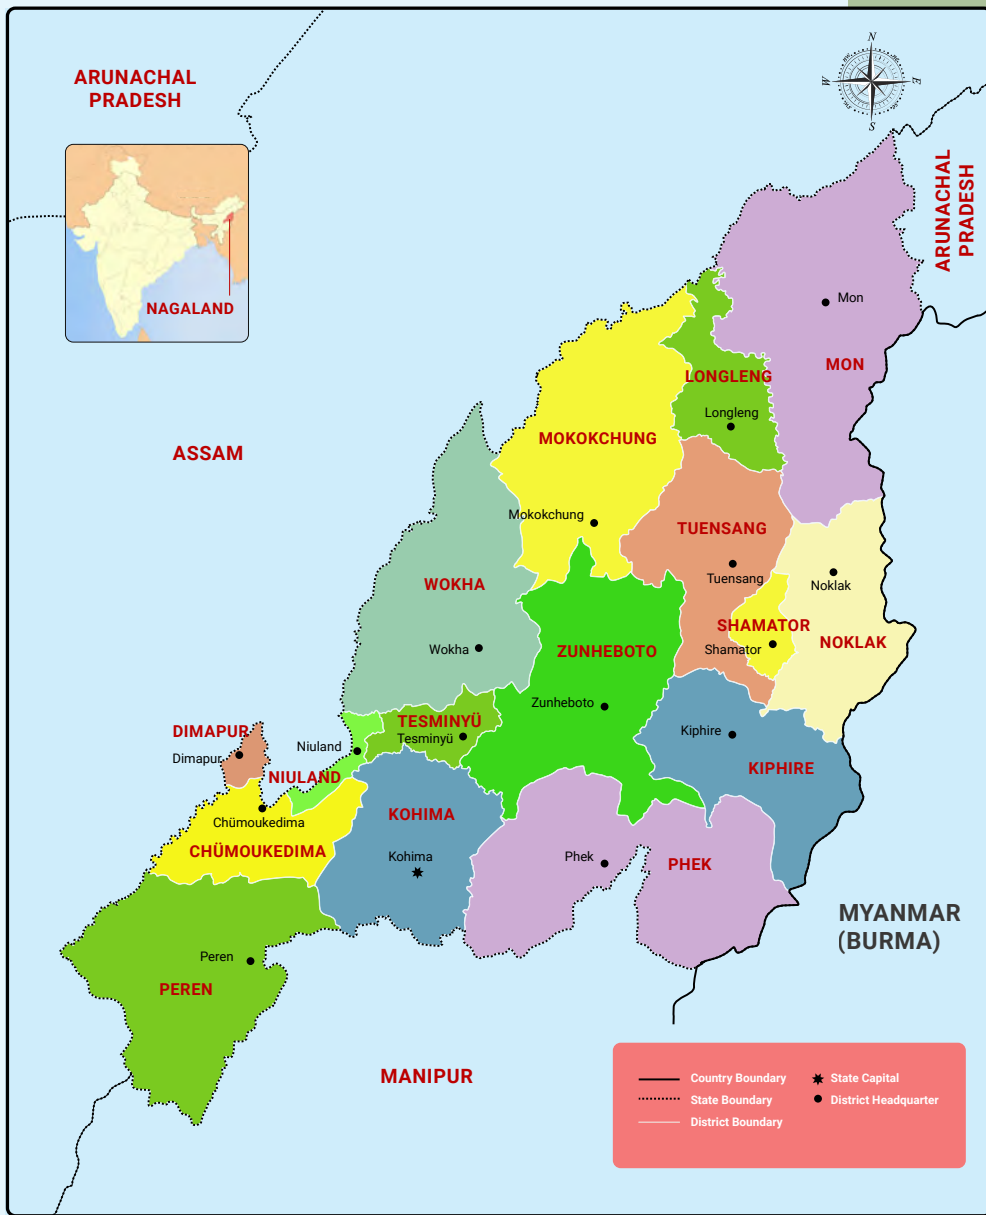 N
W
E
S
ARUNACHAL
PRADESH
ARUNACHAL
PRADESH
NAGALAND
Mon
MON
LONGLENG
Longleng
ASSAM
MOKOKCHUNG
Mokokchung
TUENSANG
Tuensang
Noklak
WOKHA
Wokha
SHAMATOR
Shamator
NOKLAK
ZUNHEBOTO
Zunheboto
TESMINYÜ
Tesminyü
DIMAPUR
Dimapur
Niuland
NIULAND
Kiphire
KIPHIRE
Chümoukedima
CHÜMOUKEDIMA
KOHIMA
Kohima
Phek
PHEK
MYANMAR
(BURMA)
Peren
PEREN
MANIPUR
Country Boundary
State Boundary
District Boundary
State Capital
District Headquarter